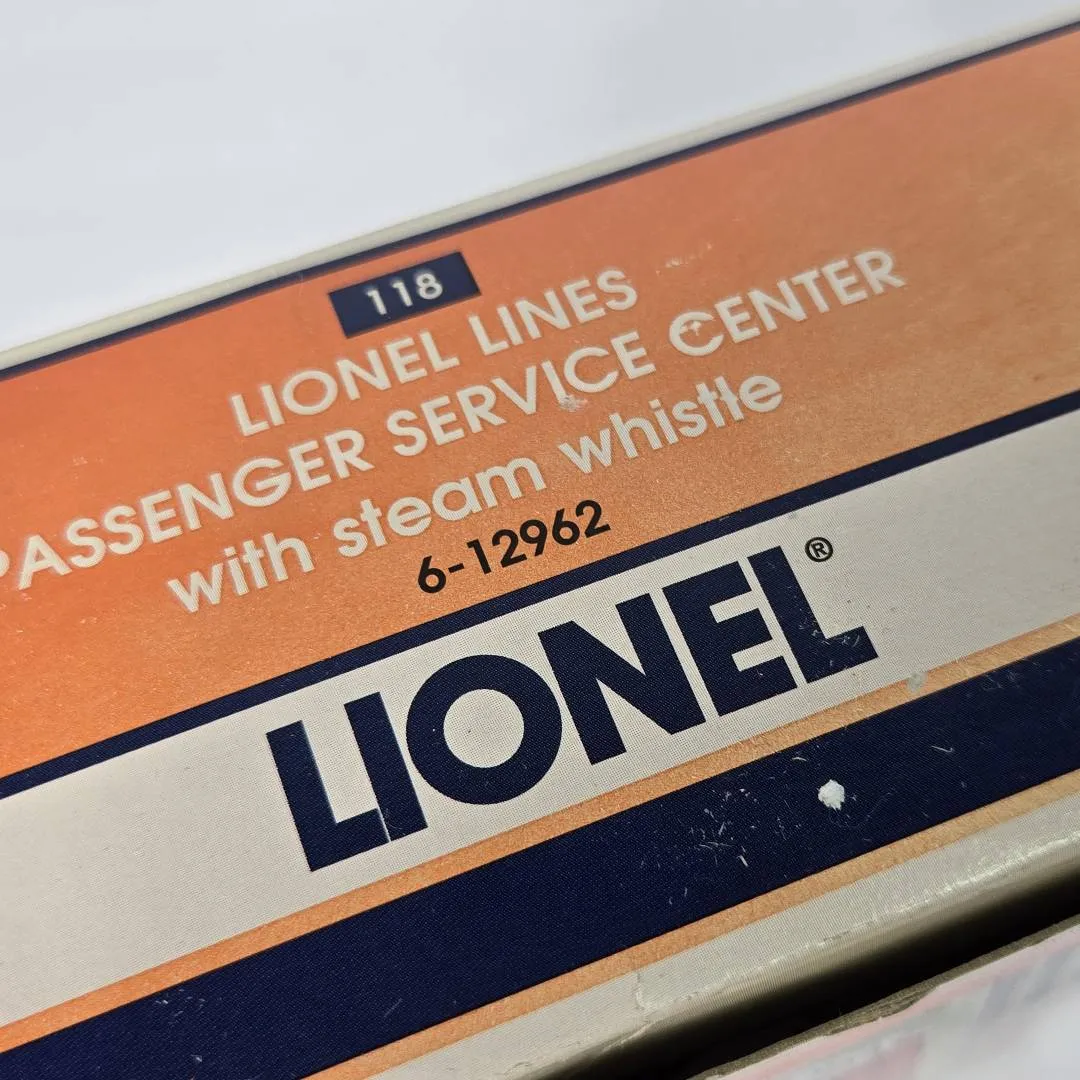 118
LIONEL LINES
PASSENGER SERVICE CENTER
with steam whistle
6-12962
LIONEL®